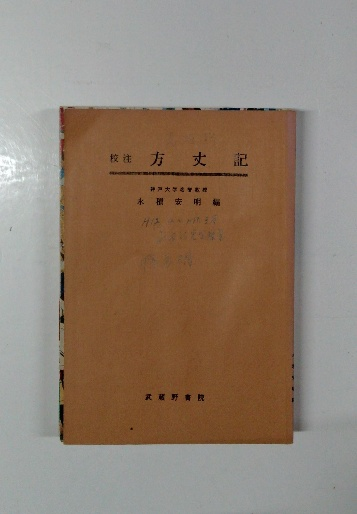 校注 方丈記
神戸大学名誉教授
永積安明編
武蔵野書院